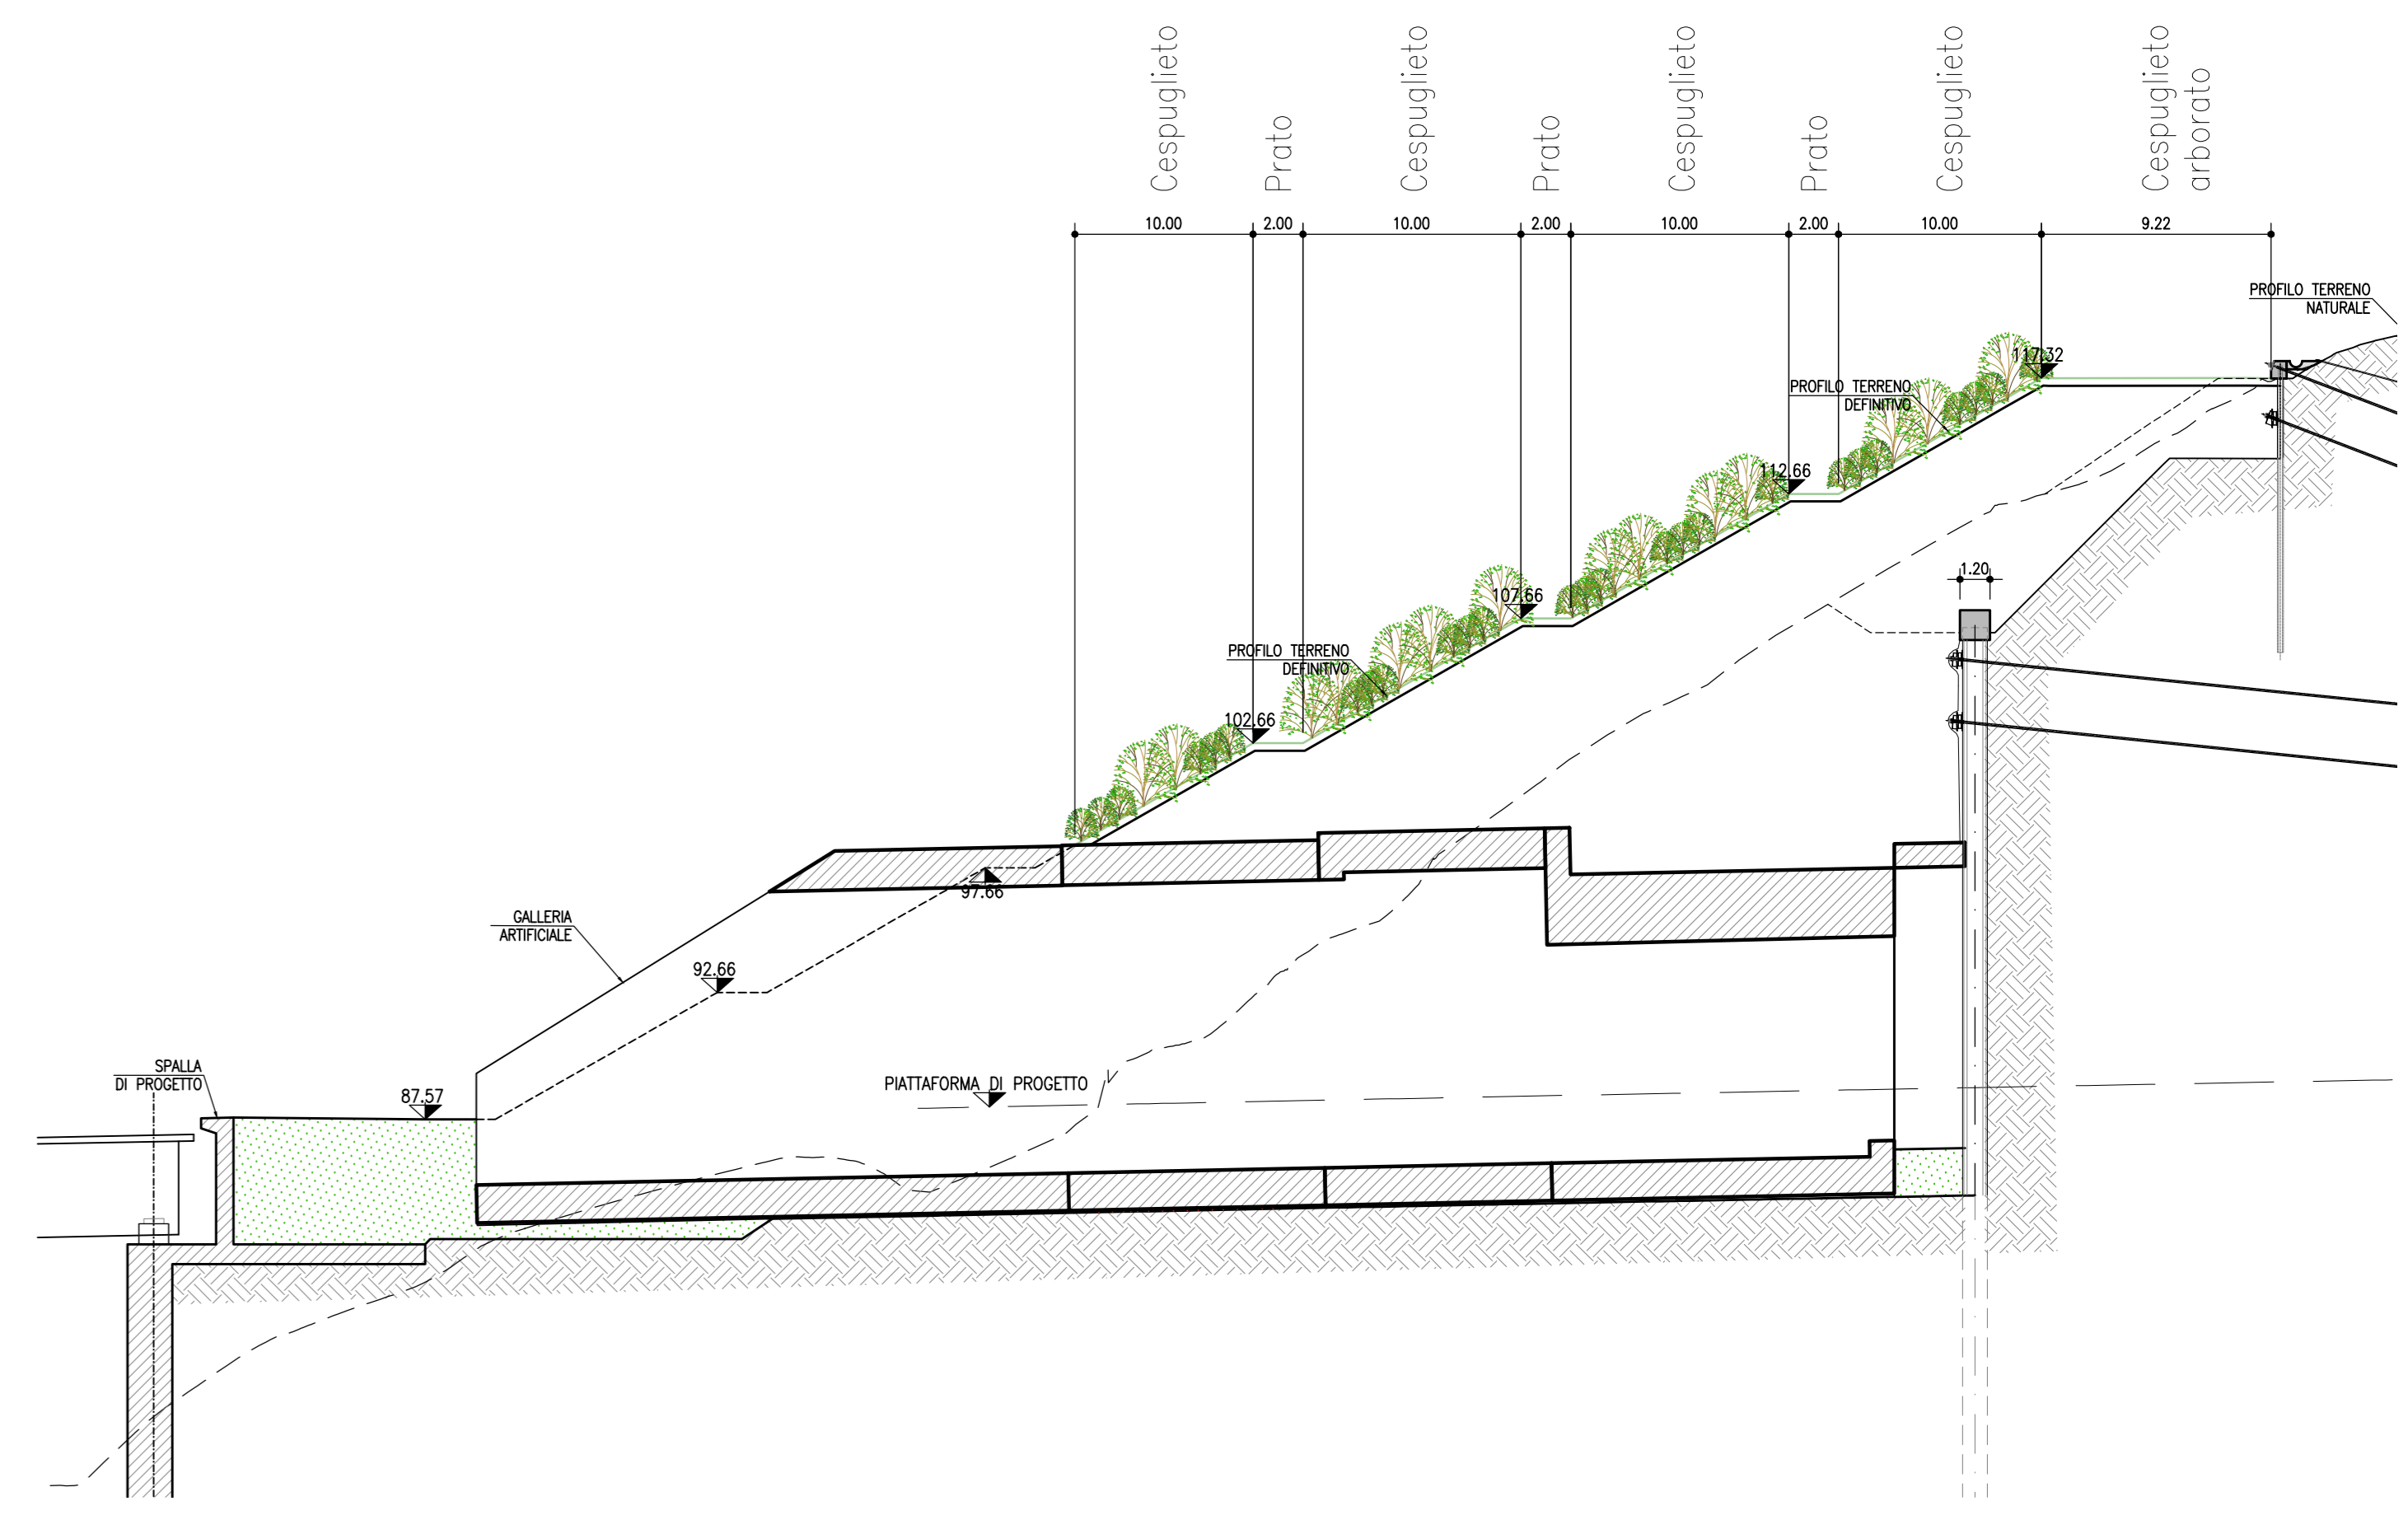 Cespuglieto
Prato
Cespuglieto
Prato
Cespuglieto
Prato
Cespuglieto
Cespuglieto
arborato
10.00
2.00
10.00
2.00
10.00
2.00
10.00
9.22
PROFILO TERRENO
NATURALE
117.32
PROFILO TERRENO
DEFINITIVO
112.66
1.20
107.66
PROFILO TERRENO
DEFINITIVO
102.66
97.66
GALLERIA
ARTIFICIALE
92.66
SPALLA
DI PROGETTO
87.57
PIATTAFORMA DI PROGETTO